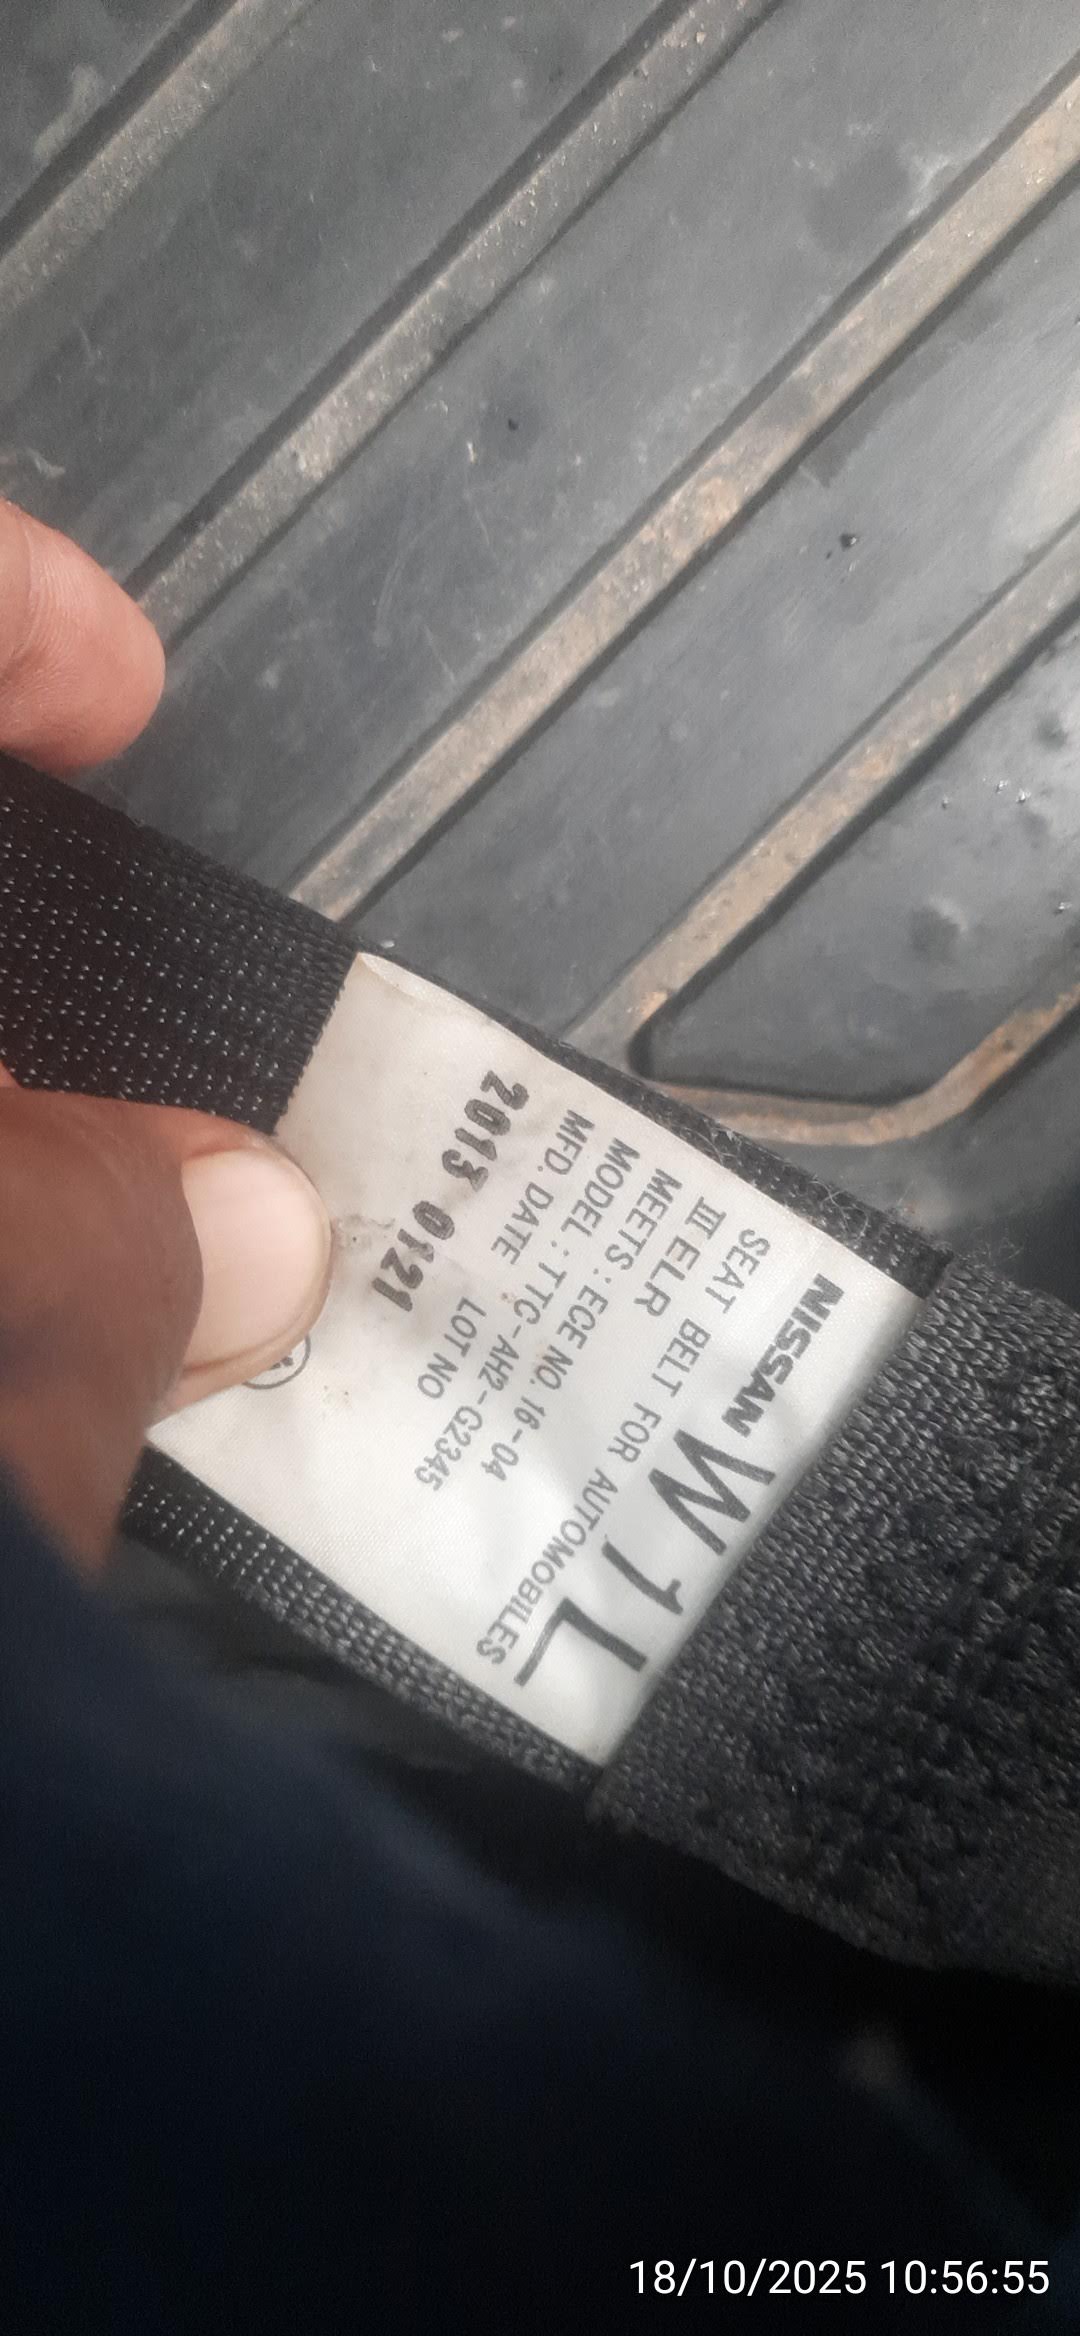 NISSAN W1L
SEAT BELT FOR AUTOMOBILES
III ELR
MEETS : ECE NO. 16-04
MODEL : TTC-AH2-G2345
MFD. DATE LOT NO
2013 0121
18/10/2025 10:56:55